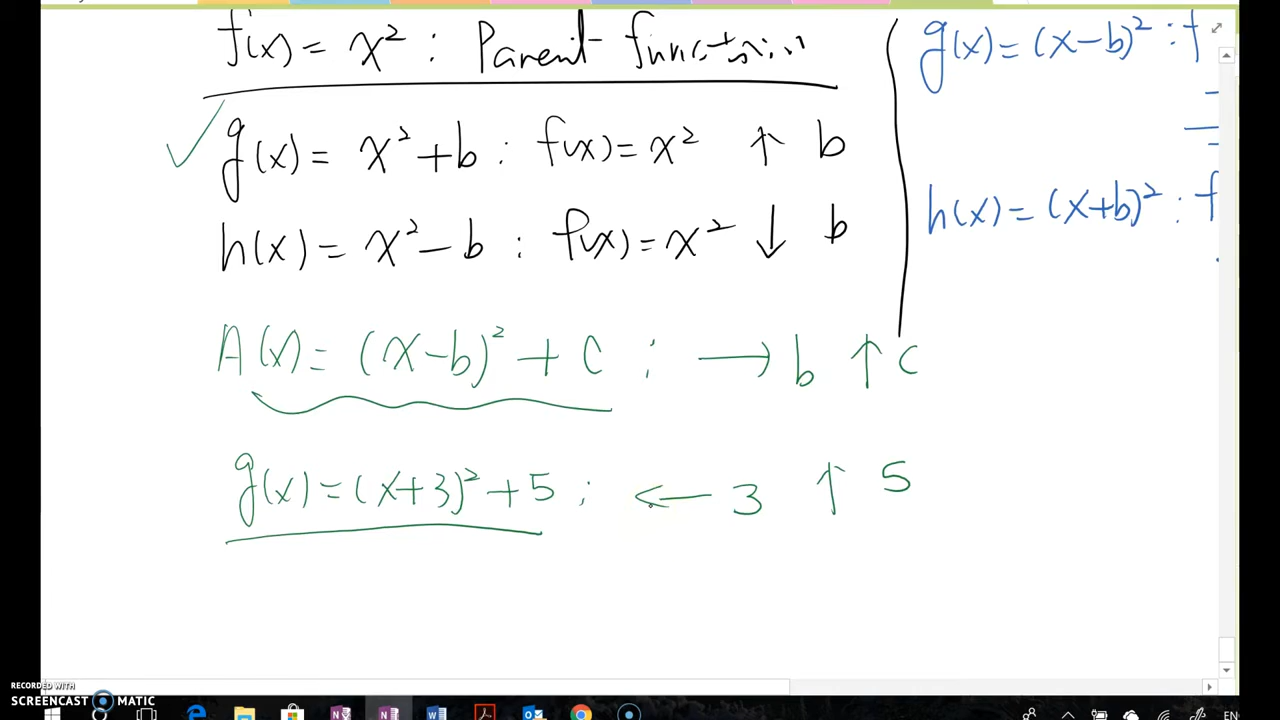 f(x) = x² : Parent function
g(x) = x² + b : f(x) = x² ↑ b
h(x) = x² − b : f(x) = x² ↓ b
A(x) = (x−b)² + c : → b ↑ c
g(x) = (x+3)² + 5 : ← 3 ↑ 5
g(x) = (x−b)² : f
h(x) = (x+b)² : f
RECORDED WITH
SCREENCAST MATIC
EN